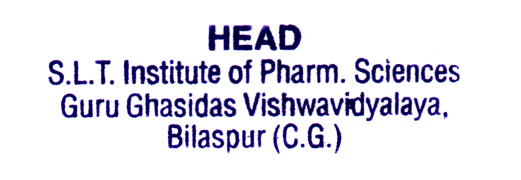 HEAD
S.L.T. Institute of Pharm. Sciences
Guru Ghasidas Vishwavidyalaya,
Bilaspur (C.G.)